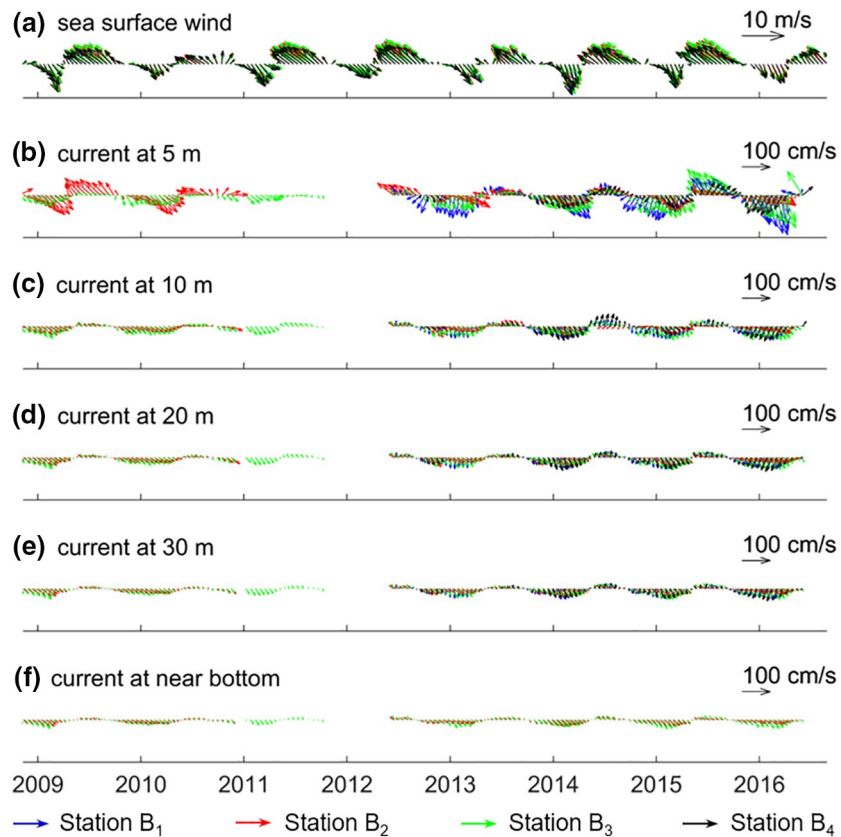 (a) sea surface wind
10 m/s
(b) current at 5 m
100 cm/s
(c) current at 10 m
100 cm/s
(d) current at 20 m
100 cm/s
(e) current at 30 m
100 cm/s
(f) current at near bottom
100 cm/s
2009 2010 2011 2012 2013 2014 2015 2016
Station B₁ Station B₂ Station B₃ Station B₄